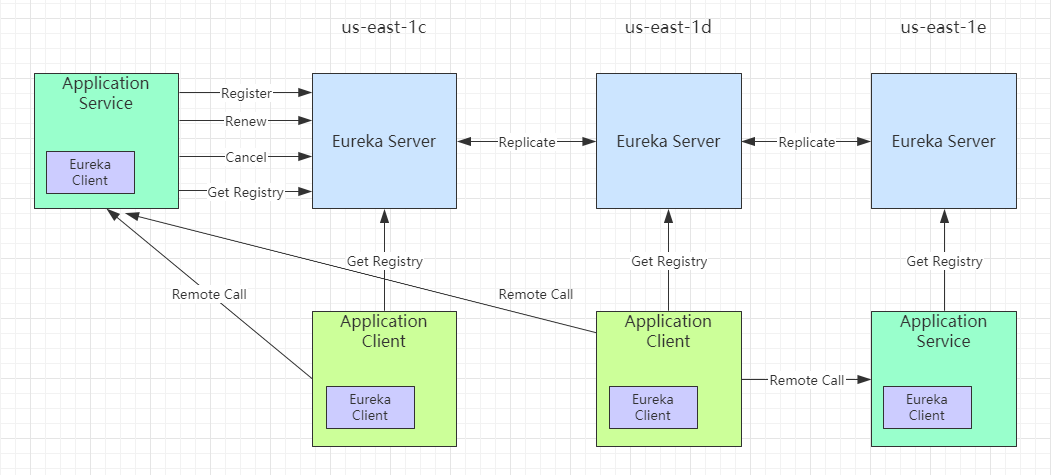 us-east-1c
us-east-1d
us-east-1e
Application
Service
Eureka
Client
Register
Renew
Cancel
Get Registry
Eureka Server
Replicate
Eureka Server
Replicate
Eureka Server
Get Registry
Get Registry
Get Registry
Remote Call
Remote Call
Application
Client
Eureka
Client
Application
Client
Eureka
Client
Remote Call
Application
Service
Eureka
Client